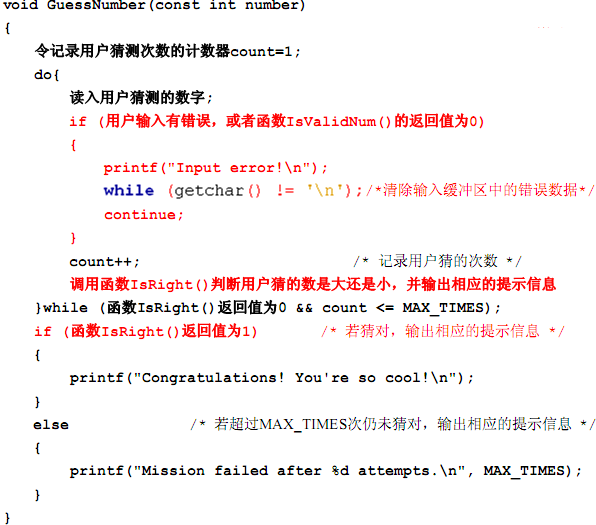 void GuessNumber(const int number)
{
令记录用户猜测次数的计数器count=1;
do{
读入用户猜测的数字;
if (用户输入有错误，或者函数IsValidNum()的返回值为0)
{
printf("Input error!\n");
while (getchar() != '\n');/*清除输入缓冲区中的错误数据*/
continue;
}
count++; /* 记录用户猜的次数 */
调用函数IsRight()判断用户猜的数是大还是小，并输出相应的提示信息
}while (函数IsRight()返回值为0 && count <= MAX_TIMES);
if (函数IsRight()返回值为1) /* 若猜对，输出相应的提示信息 */
{
printf("Congratulations! You're so cool!\n");
}
else /* 若超过MAX_TIMES次仍未猜对，输出相应的提示信息 */
{
printf("Mission failed after %d attempts.\n", MAX_TIMES);
}
}